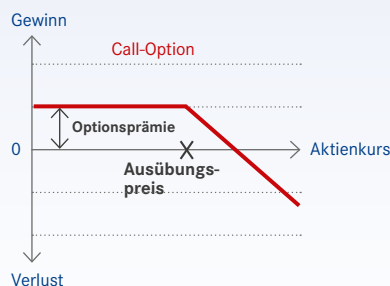 Gewinn
Call-Option
Optionsprämie
0
Aktienkurs
Ausübungs-
preis
Verlust